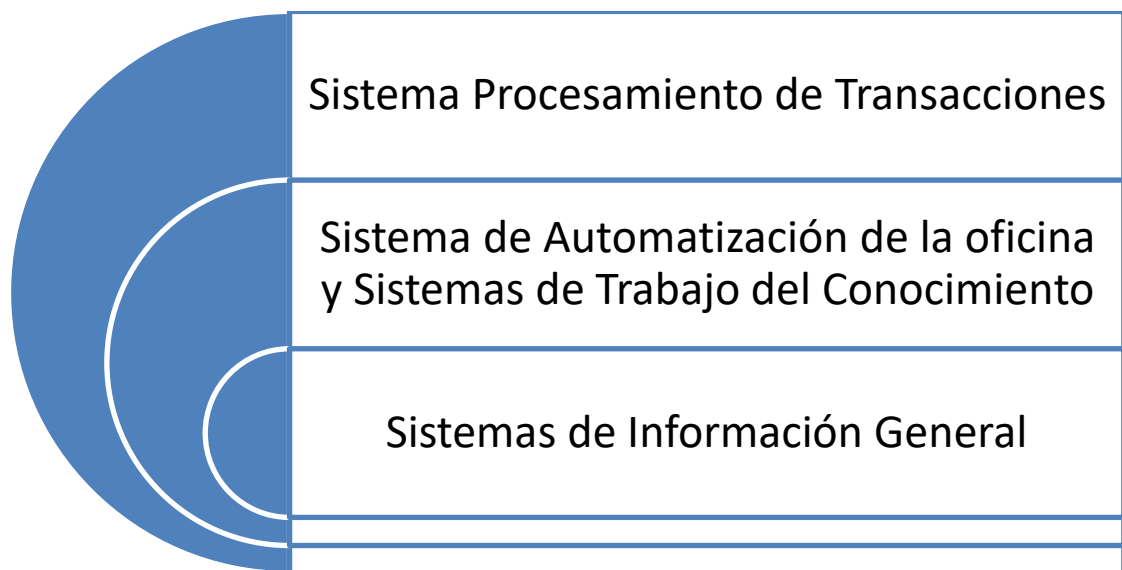 Sistema Procesamiento de Transacciones
Sistema de Automatización de la oficina
y Sistemas de Trabajo del Conocimiento
Sistemas de Información General